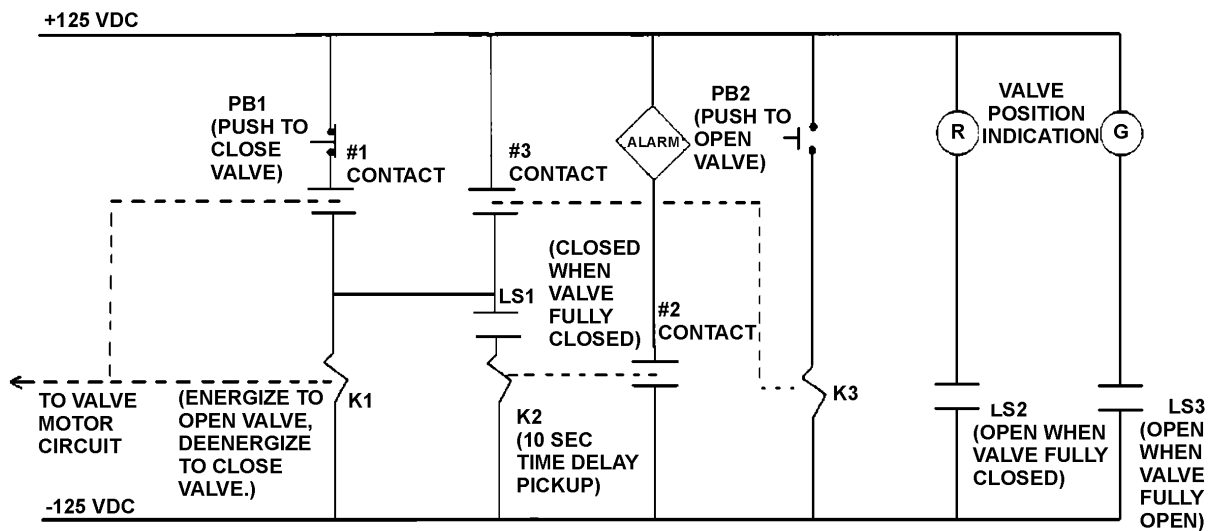 +125 VDC
PB1
(PUSH TO
CLOSE
VALVE)
#1
CONTACT
#3
CONTACT
ALARM
PB2
(PUSH TO
OPEN
VALVE)
R
VALVE
POSITION
INDICATION
G
(CLOSED
WHEN
VALVE
FULLY
CLOSED)
LS1
#2
CONTACT
K1
TO VALVE
MOTOR
CIRCUIT
(ENERGIZE TO
OPEN VALVE,
DEENERGIZE
TO CLOSE
VALVE.)
K2
(10 SEC
TIME DELAY
PICKUP)
K3
LS2
(OPEN WHEN
VALVE FULLY
CLOSED)
LS3
(OPEN
WHEN
VALVE
FULLY
OPEN)
-125 VDC